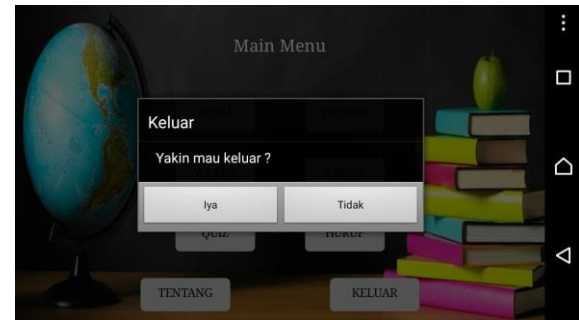 Main Menu
Keluar
Yakin mau keluar ?
Iya
Tidak
QUIZ
HURUF
TENTANG
KELUAR